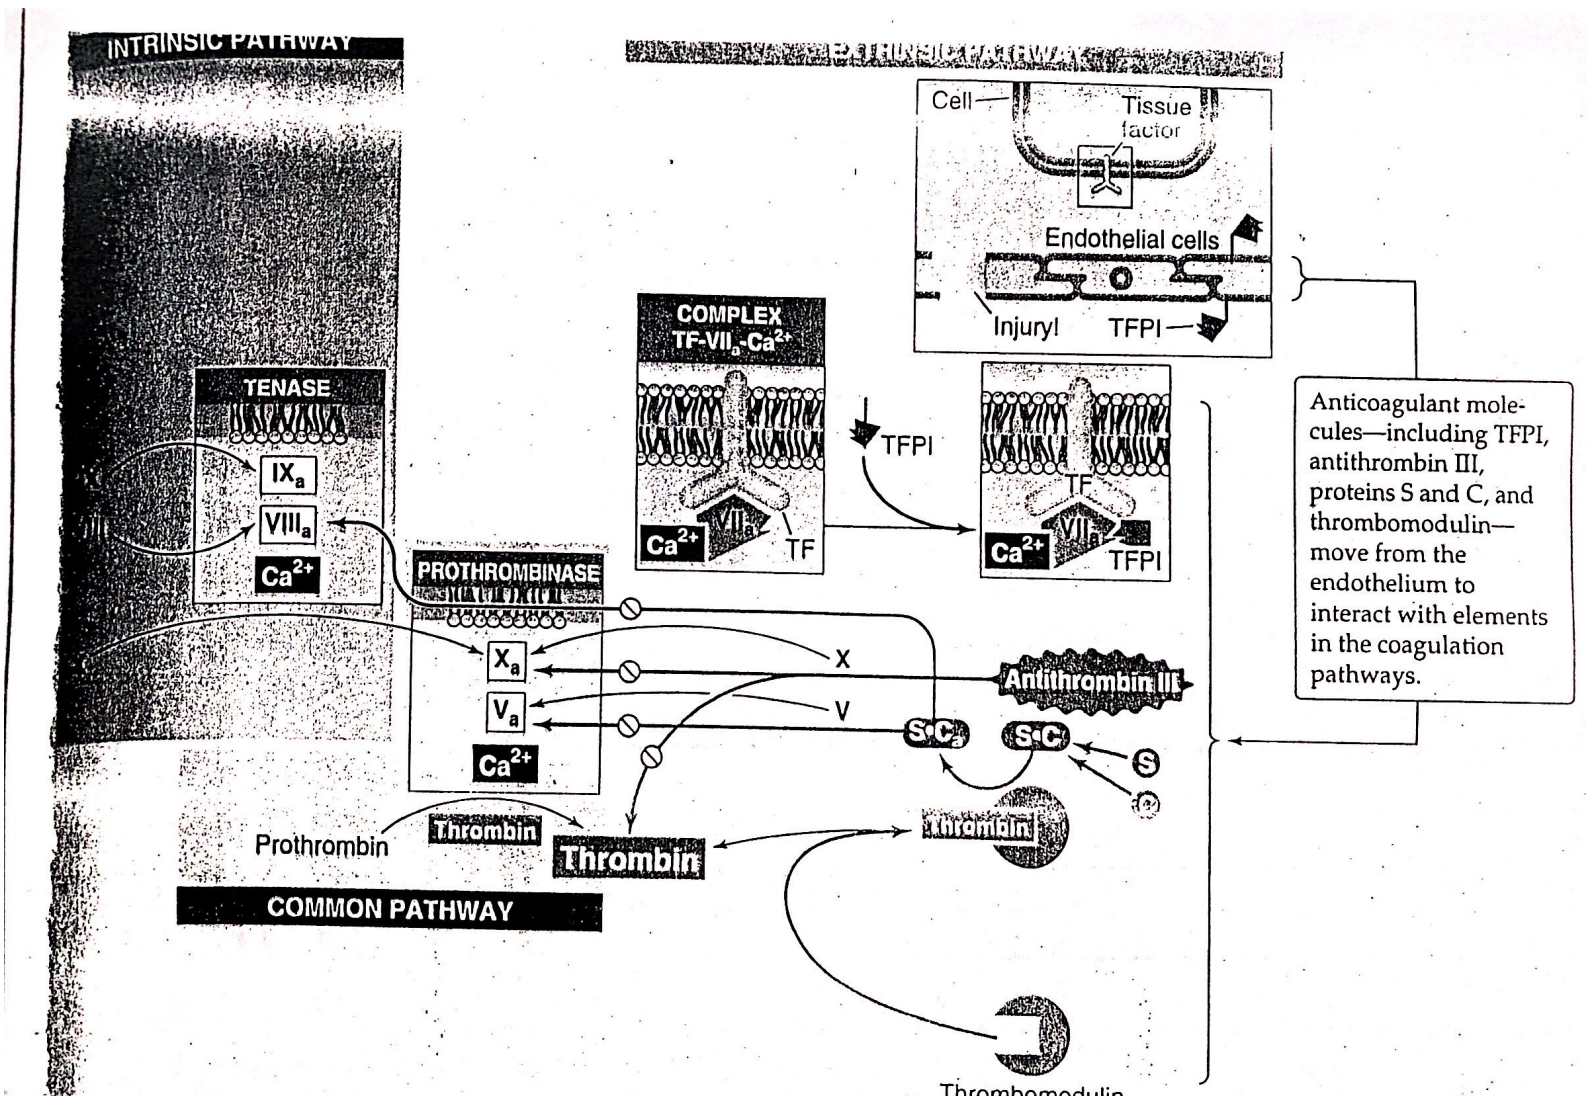 INTRINSIC PATHWAY
EXTRINSIC PATHWAY
Cell
Tissue
factor
Endothelial cells
Injury!
TFPI
COMPLEX
TF-VIIa-Ca2+
TENASE
IXa
VIIIa
Ca2+
TFPI
VIIa
Ca2+
TF
TF
VIIa
Ca2+
TFPI
Anticoagulant mole-
cules—including TFPI,
antithrombin III,
proteins S and C, and
thrombomodulin—
move from the
endothelium to
interact with elements
in the coagulation
pathways.
PROTHROMBINASE
Xa
Va
Ca2+
X
V
Antithrombin III
S•Ca
S•C
S
C
Prothrombin
Thrombin
Thrombin
Thrombin
COMMON PATHWAY
Thrombomodulin